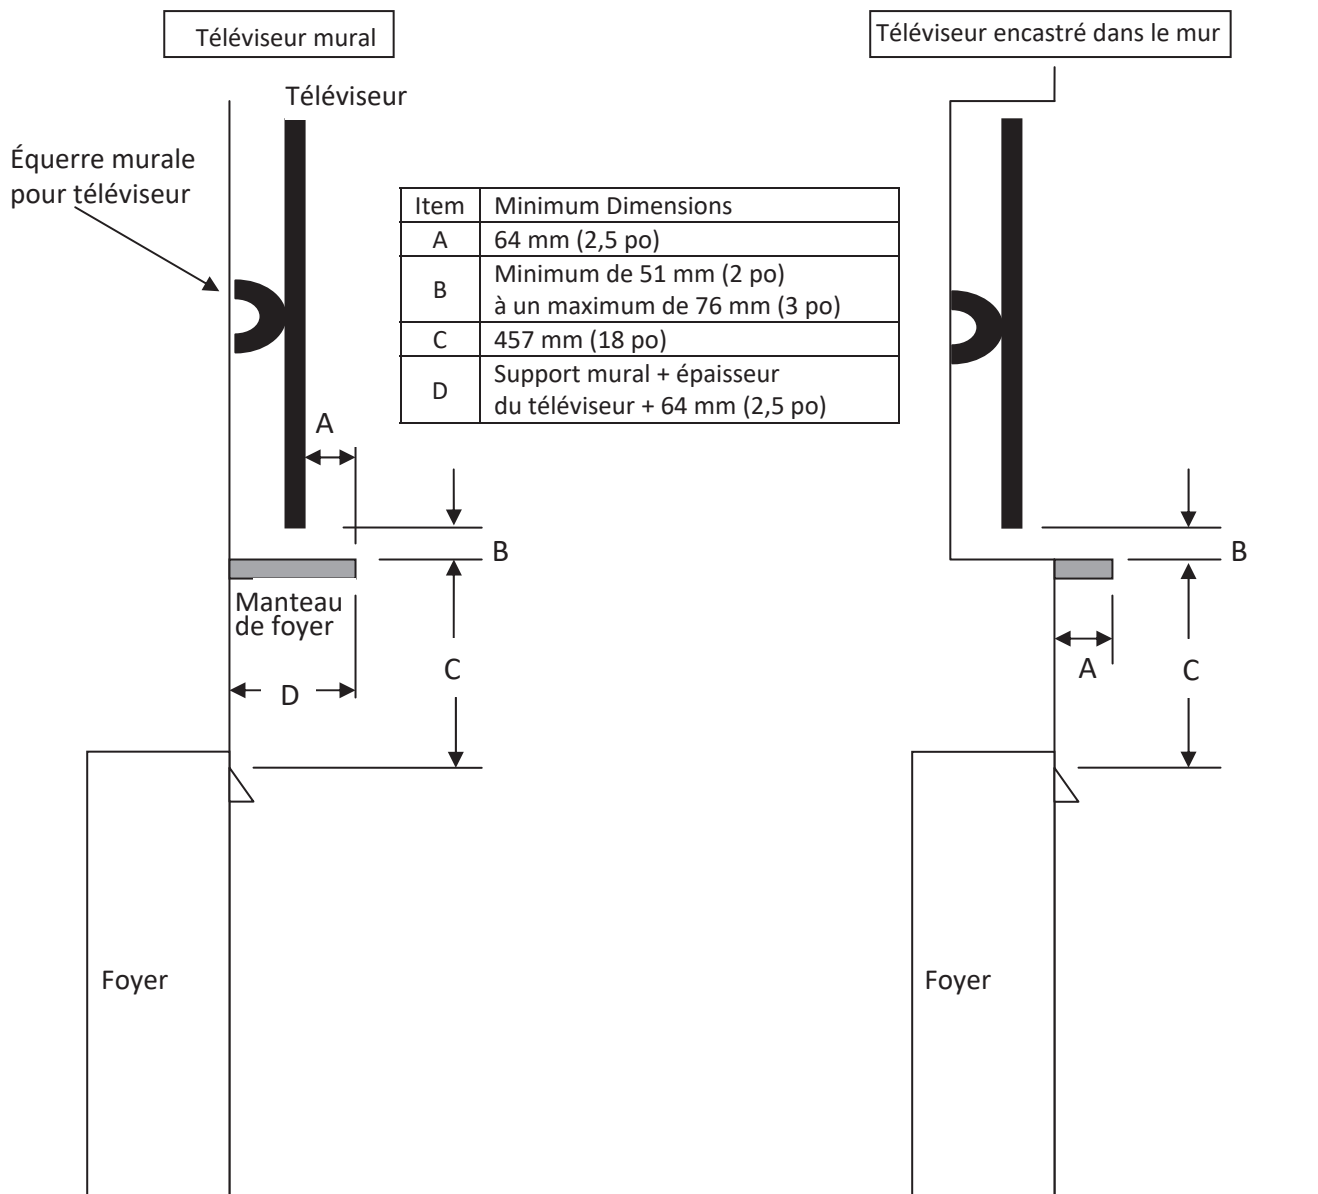 Téléviseur mural
Téléviseur encastré dans le mur
Téléviseur
Équerre murale
pour téléviseur
Item Minimum Dimensions
A 64 mm (2,5 po)
B Minimum de 51 mm (2 po)
à un maximum de 76 mm (3 po)
C 457 mm (18 po)
D Support mural + épaisseur
du téléviseur + 64 mm (2,5 po)
A
B
Manteau
de foyer
C
D
Foyer
B
A
C
Foyer